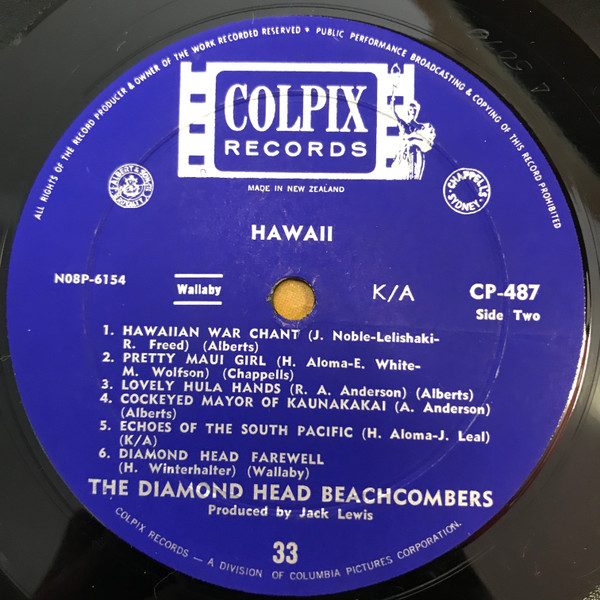 ALL RIGHTS OF THE RECORD PRODUCER & OWNER OF THE WORK RECORDED RESERVED * PUBLIC PERFORMANCE BROADCASTING & COPYING OF THIS RECORD PROHIBITED
COLPIX
RECORDS
MADE IN NEW ZEALAND
CHAPPELLS
SYDNEY
HAWAII
N08P-6154
Wallaby
K/A
CP-487
Side Two
1. HAWAIIAN WAR CHANT (J. Noble-Lelishaki-
R. Freed) (Alberts)
2. PRETTY MAUI GIRL (H. Aloma-E. White-
M. Wolfson) (Chappells)
3. LOVELY HULA HANDS (R. A. Anderson) (Alberts)
4. COCKEYED MAYOR OF KAUNAKAKAI (A. Anderson)
(Alberts)
5. ECHOES OF THE SOUTH PACIFIC (H. Aloma-J. Leal)
(K/A)
6. DIAMOND HEAD FAREWELL
(H. Winterhalter) (Wallaby)
THE DIAMOND HEAD BEACHCOMBERS
Produced by Jack Lewis
33
COLPIX RECORDS — A DIVISION OF COLUMBIA PICTURES CORPORATION.